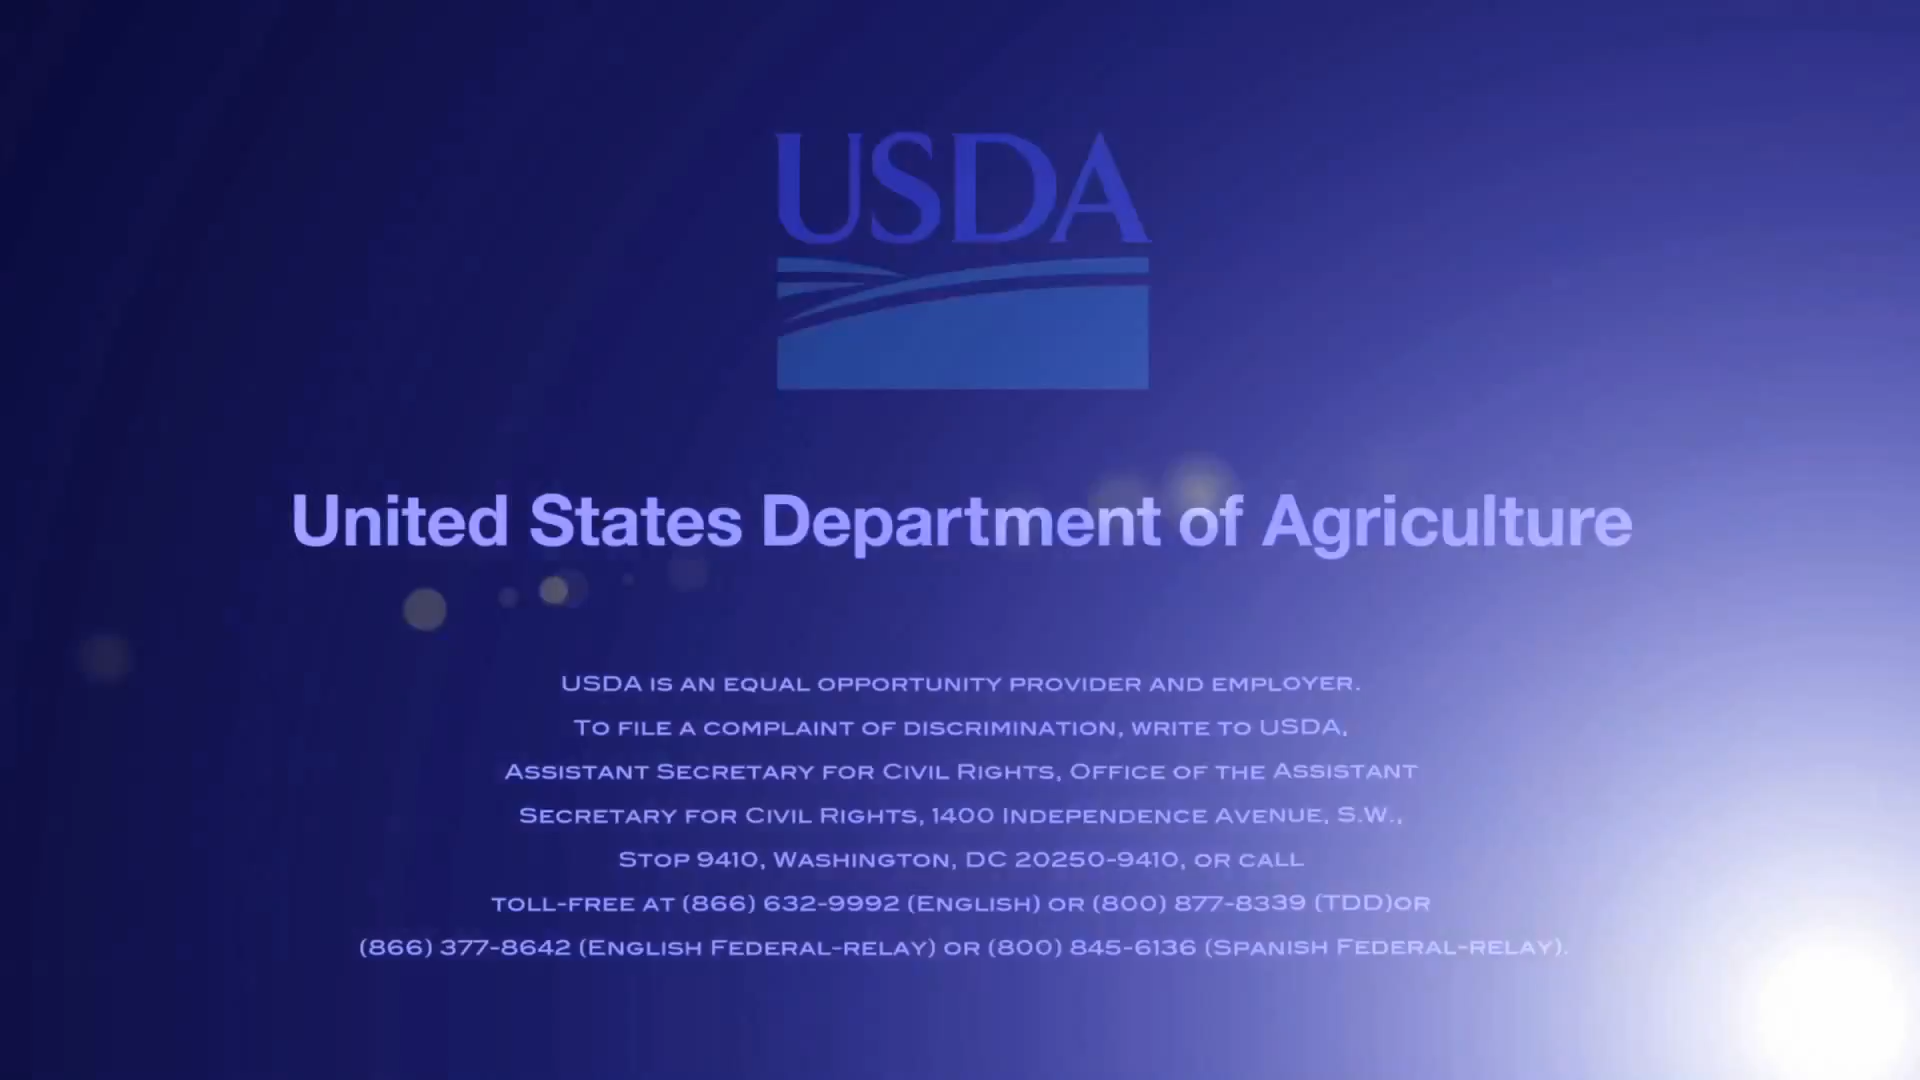 USDA
United States Department of Agriculture
USDA is an equal opportunity provider and employer.
To file a complaint of discrimination, write to USDA,
Assistant Secretary for Civil Rights, Office of the Assistant
Secretary for Civil Rights, 1400 Independence Avenue, S.W.,
Stop 9410, Washington, DC 20250-9410, or call
toll-free at (866) 632-9992 (English) or (800) 877-8339 (TDD)or
(866) 377-8642 (English Federal-relay) or (800) 845-6136 (Spanish Federal-relay).